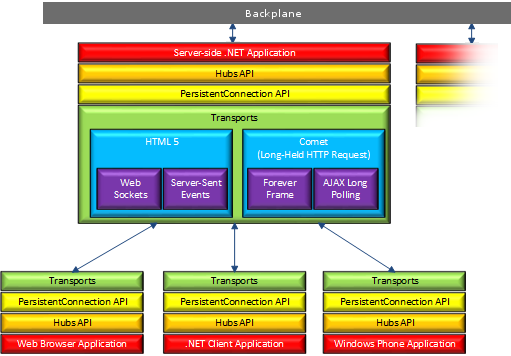 Backplane
Server-side .NET Application
Hubs API
PersistentConnection API
Transports
HTML 5
Web
Sockets
Server-Sent
Events
Comet
(Long-Held HTTP Request)
Forever
Frame
AJAX Long
Polling
Transports
PersistentConnection API
Hubs API
Web Browser Application
Transports
PersistentConnection API
Hubs API
.NET Client Application
Transports
PersistentConnection API
Hubs API
Windows Phone Application